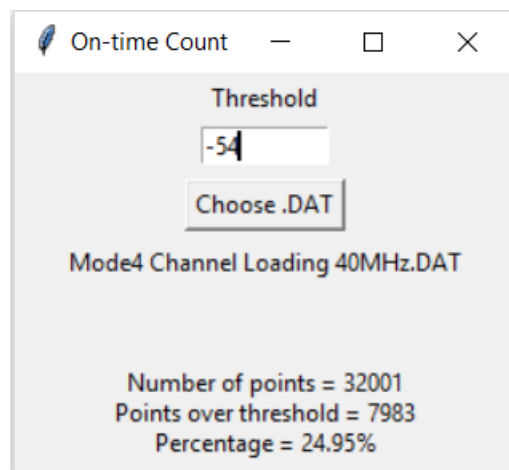 On-time Count
Threshold
-54
Choose .DAT
Mode4 Channel Loading 40MHz.DAT
Number of points = 32001
Points over threshold = 7983
Percentage = 24.95%